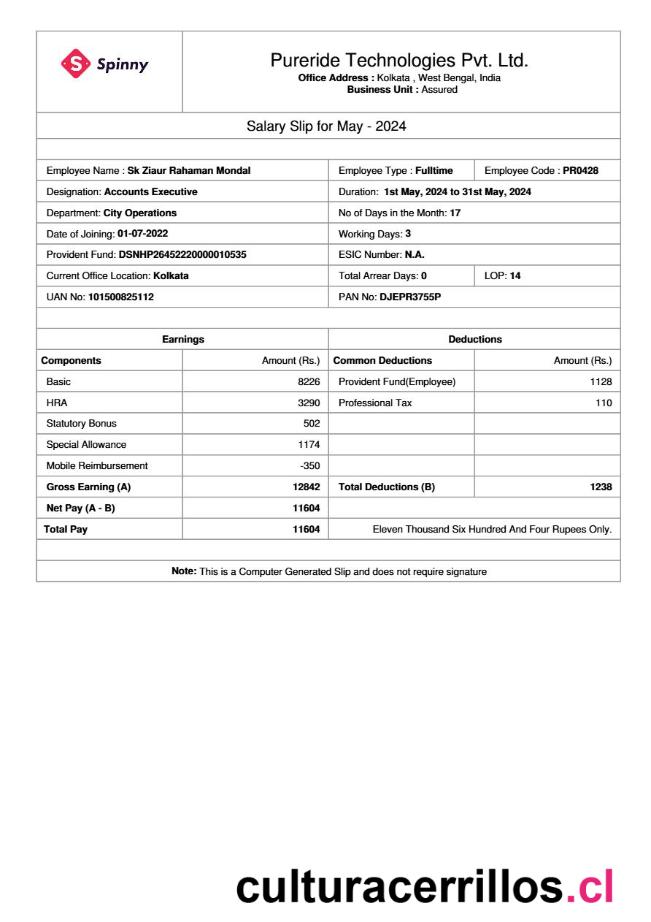 Spinny
Pureride Technologies Pvt. Ltd.
Office Address : Kolkata , West Bengal, India
Business Unit : Assured
Salary Slip for May - 2024
Employee Name : Sk Ziaur Rahaman Mondal Employee Type : Fulltime Employee Code : PR0428
Designation: Accounts Executive Duration: 1st May, 2024 to 31st May, 2024
Department: City Operations No of Days in the Month: 17
Date of Joining: 01-07-2022 Working Days: 3
Provident Fund: DSNHP26452220000010535 ESIC Number: N.A.
Current Office Location: Kolkata Total Arrear Days: 0 LOP: 14
UAN No: 101500825112 PAN No: DJEPR3755P
Earnings Deductions
Components Amount (Rs.) Common Deductions Amount (Rs.)
Basic 8226 Provident Fund(Employee) 1128
HRA 3290 Professional Tax 110
Statutory Bonus 502
Special Allowance 1174
Mobile Reimbursement -350
Gross Earning (A) 12842 Total Deductions (B) 1238
Net Pay (A - B) 11604
Total Pay 11604 Eleven Thousand Six Hundred And Four Rupees Only.
Note: This is a Computer Generated Slip and does not require signature
culturacerrillos.cl